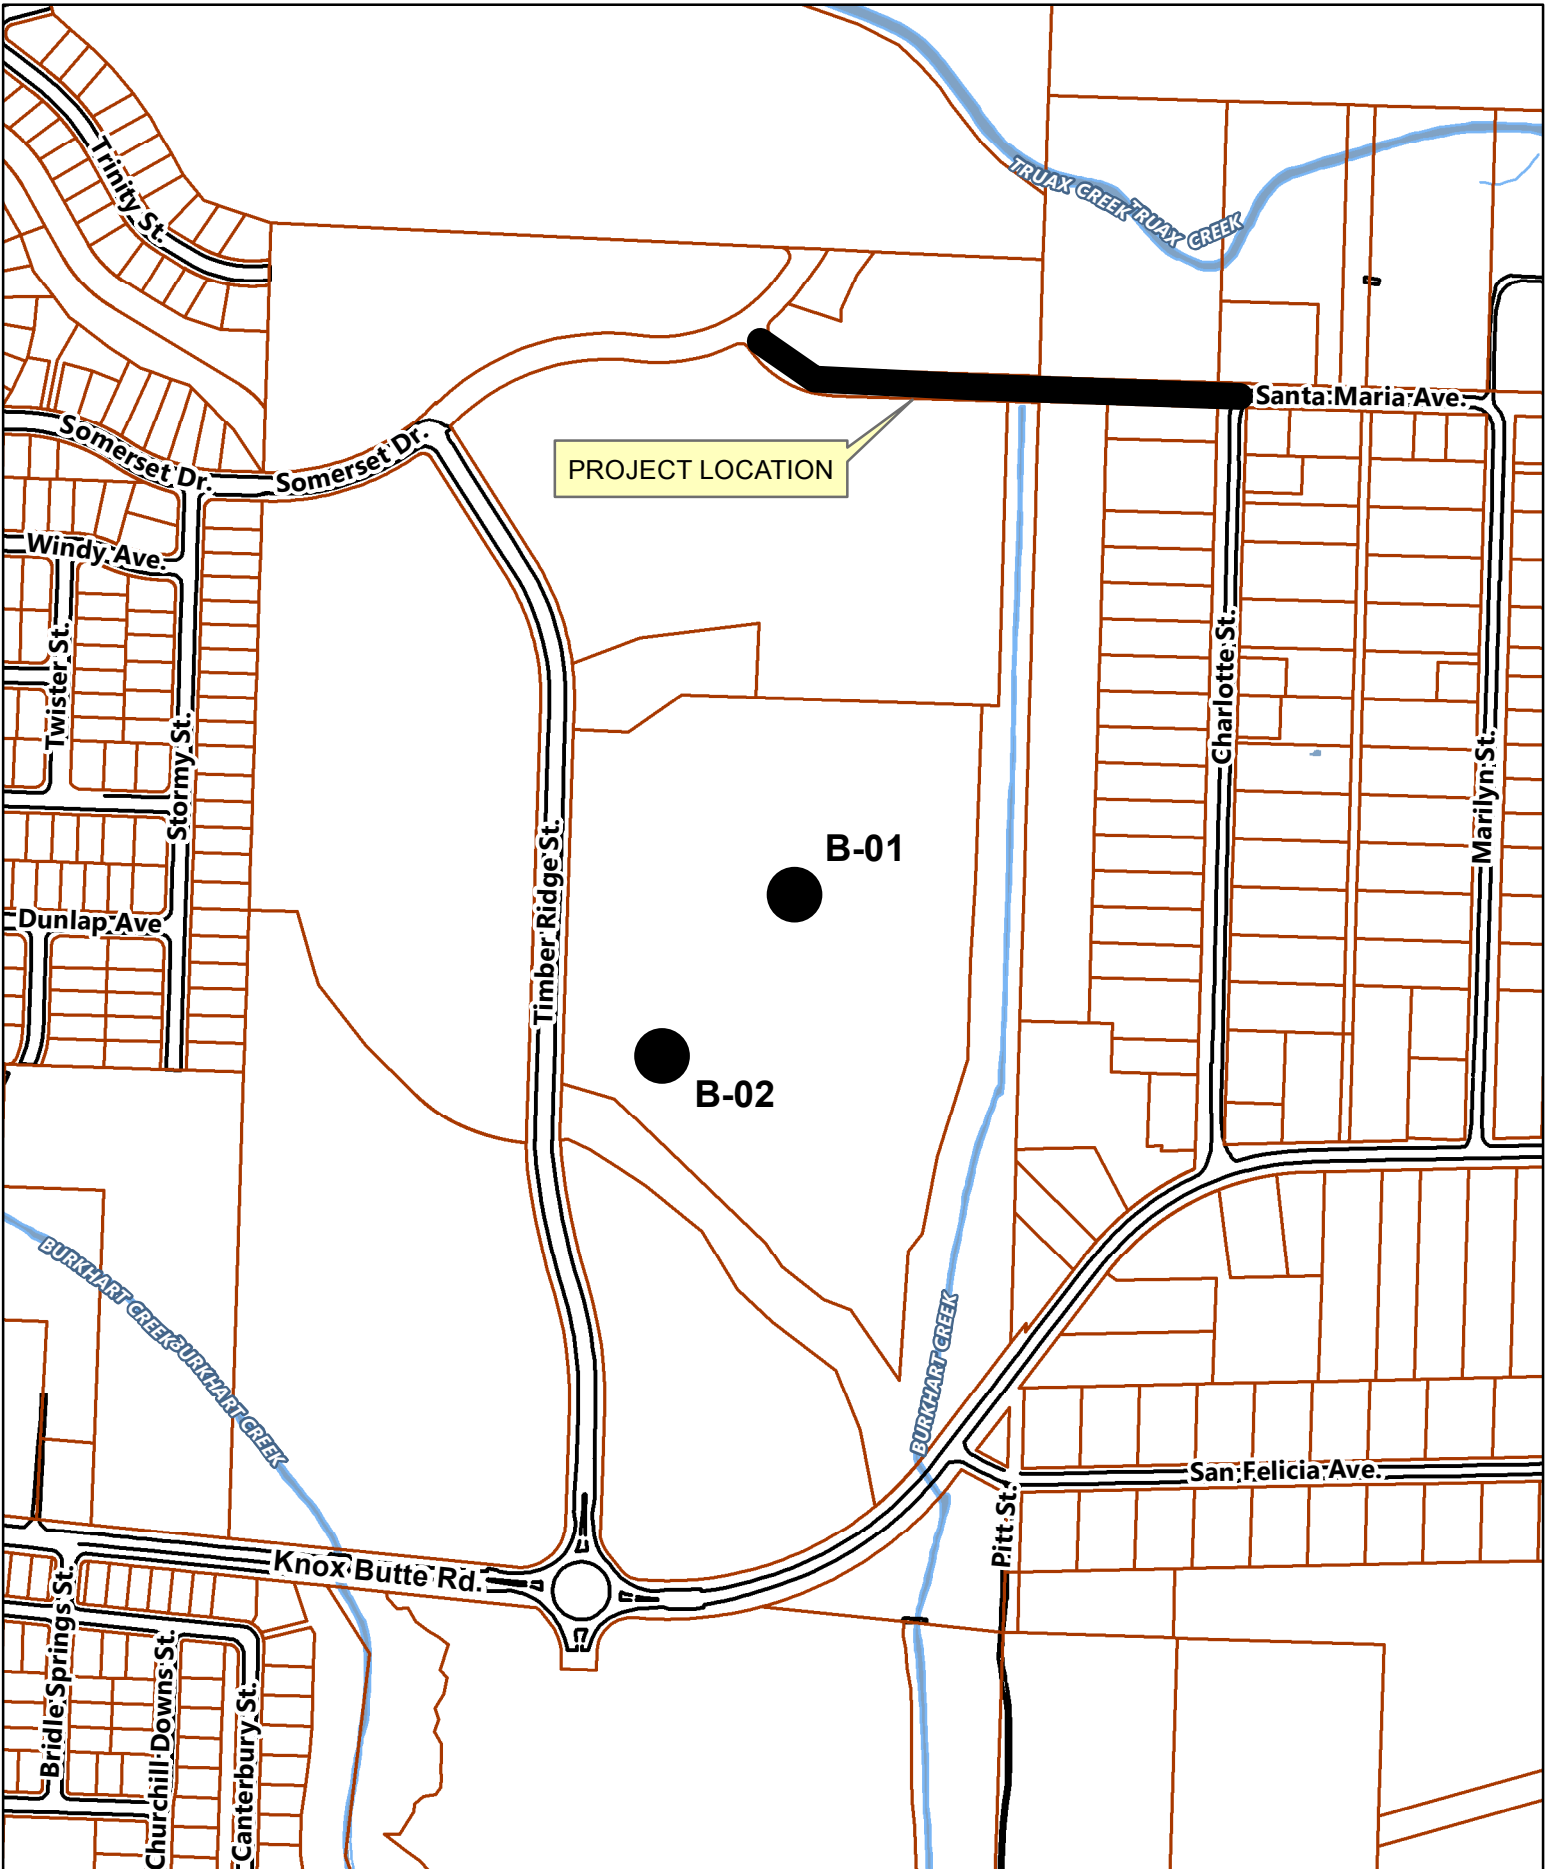 Trinity St.
TRUAX CREEK
TRUAX CREEK
Santa Maria Ave.
Somerset Dr.
Somerset Dr.
PROJECT LOCATION
Windy Ave.
Twister St.
Stormy St.
Charlotte St.
Marilyn St.
B-01
Timber Ridge St.
Dunlap Ave
B-02
BURKHART CREEK
BURKHART CREEK
BURKHART CREEK
San Felicia Ave.
Pitt St.
Knox Butte Rd.
Bridle Springs St.
Churchill Downs St.
Canterbury St.